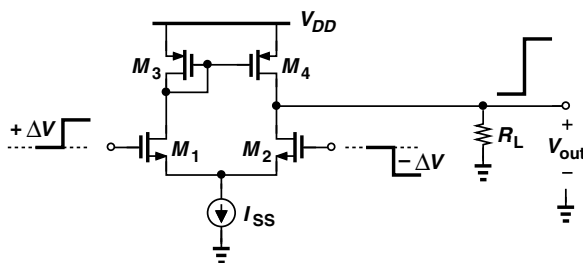 V_DD
M_3
M_4
+ ΔV
M_1
M_2
− ΔV
R_L
+
V_out
−
I_SS